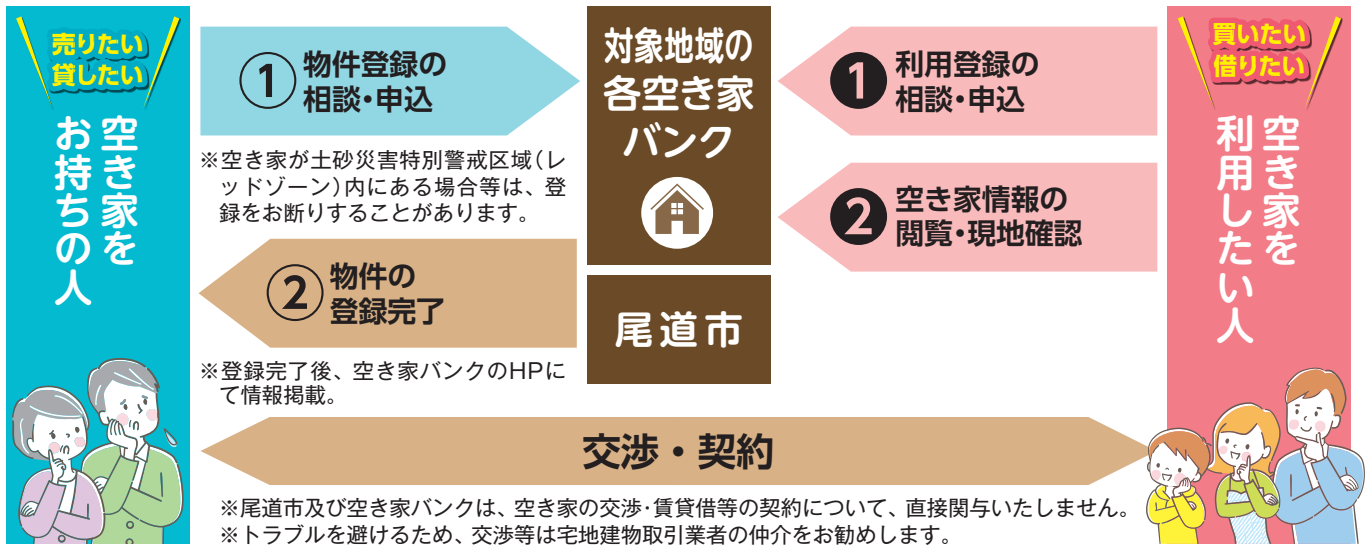 売りたい
貸したい
空き家を
お持ちの人
① 物件登録の
相談・申込
※空き家が土砂災害特別警戒区域（レ
ッドゾーン）内にある場合等は、登
録をお断りすることがあります。
② 物件の
登録完了
※登録完了後、空き家バンクのHPに
て情報掲載。
対象地域の
各空き家
バンク
尾道市
❶ 利用登録の
相談・申込
❷ 空き家情報の
閲覧・現地確認
買いたい
借りたい
空き家を
利用したい人
交渉・契約
※尾道市及び空き家バンクは、空き家の交渉・賃貸借等の契約について、直接関与いたしません。
※トラブルを避けるため、交渉等は宅地建物取引業者の仲介をお勧めします。